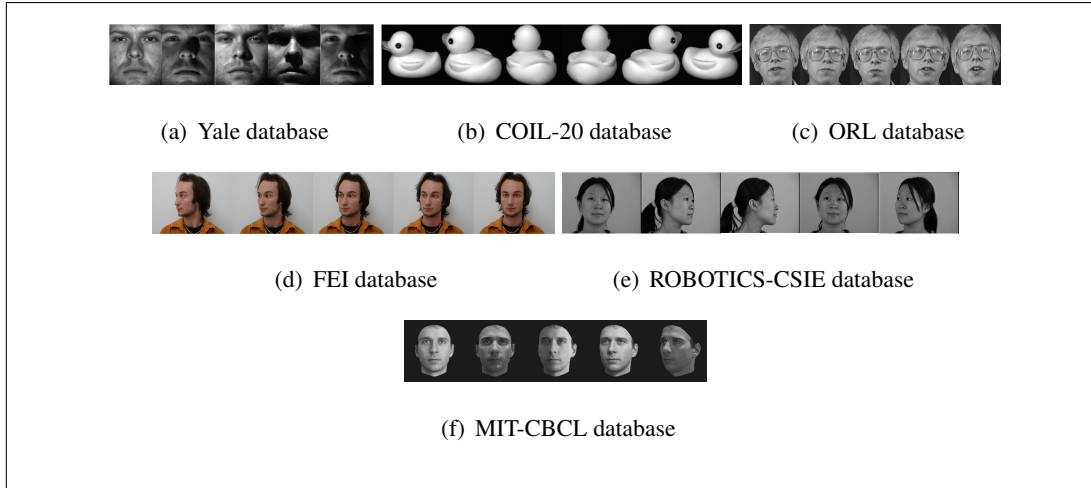 (a) Yale database
(b) COIL-20 database
(c) ORL database
(d) FEI database
(e) ROBOTICS-CSIE database
(f) MIT-CBCL database